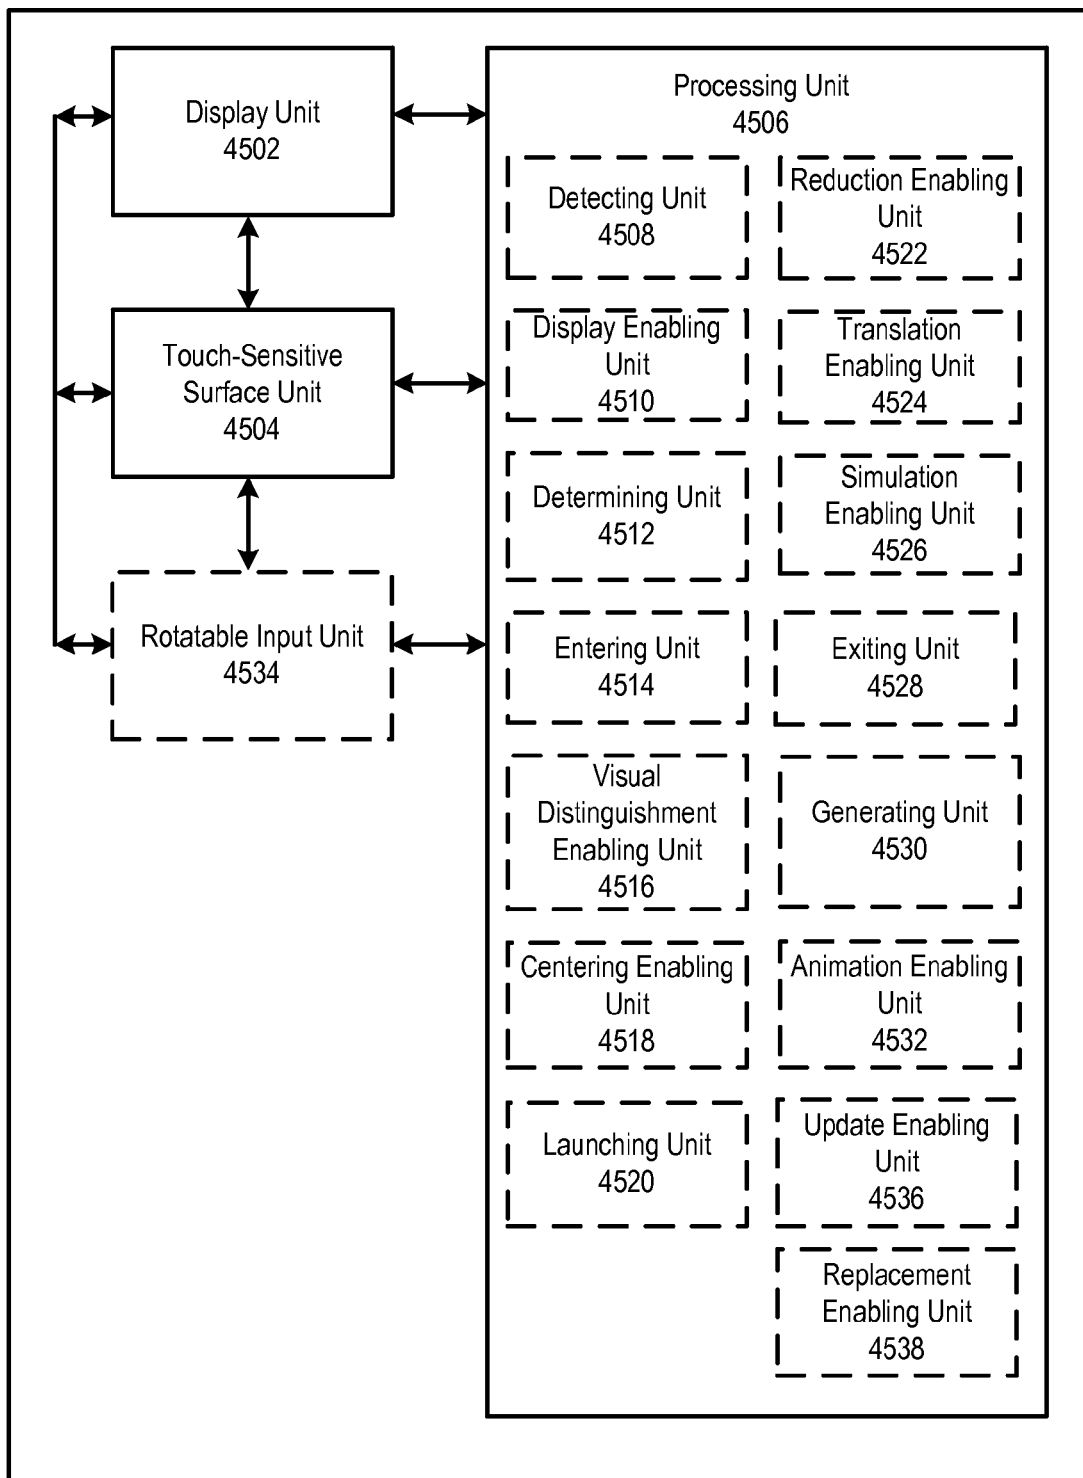 Display Unit
4502
Touch-Sensitive
Surface Unit
4504
Rotatable Input Unit
4534
Processing Unit
4506
Detecting Unit
4508
Display Enabling
Unit
4510
Determining Unit
4512
Entering Unit
4514
Visual
Distinguishment
Enabling Unit
4516
Centering Enabling
Unit
4518
Launching Unit
4520
Reduction Enabling
Unit
4522
Translation
Enabling Unit
4524
Simulation
Enabling Unit
4526
Exiting Unit
4528
Generating Unit
4530
Animation Enabling
Unit
4532
Update Enabling
Unit
4536
Replacement
Enabling Unit
4538